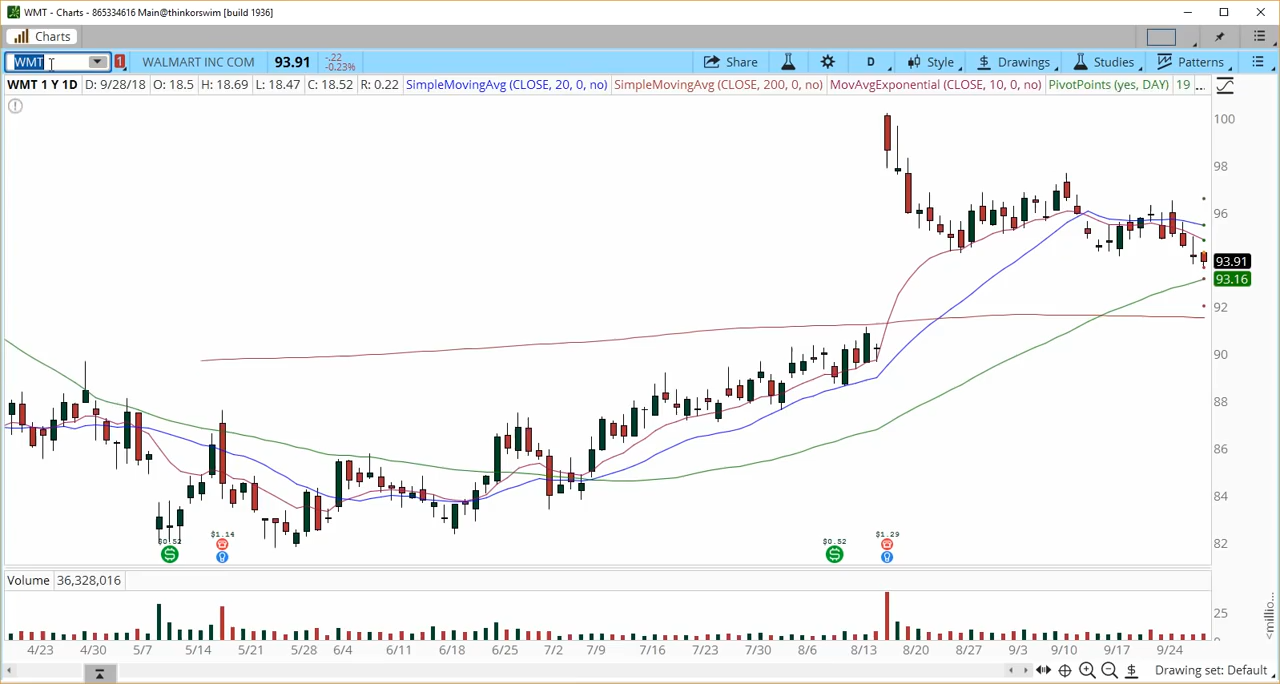 WMT - Charts - 865334616 Main@thinkorswim [build 1936]
Charts
WMT 1 WALMART INC COM 93.91 -.22 -0.23% Share D Style $ Drawings Studies Patterns
WMT 1 Y 1D D: 9/28/18 O: 18.5 H: 18.69 L: 18.47 C: 18.52 R: 0.22 SimpleMovingAvg (CLOSE, 20, 0, no) SimpleMovingAvg (CLOSE, 200, 0, no) MovAvgExponential (CLOSE, 10, 0, no) PivotPoints (yes, DAY) 19 ...
100
98
96
93.91
93.16
92
90
88
86
84
$0.52 $1.14 $0.52 $1.29
82
Volume 36,328,016
25
0
<millio...
4/23 4/30 5/7 5/14 5/21 5/28 6/4 6/11 6/18 6/25 7/2 7/9 7/16 7/23 7/30 8/6 8/13 8/20 8/27 9/3 9/10 9/17 9/24
$ Drawing set: Default